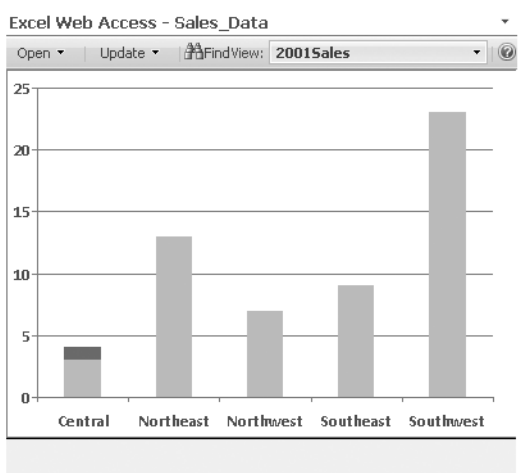 Excel Web Access - Sales_Data
Open Update Find View: 2001Sales ?
25
20
15
10
5
0
Central Northeast Northwest Southeast Southwest